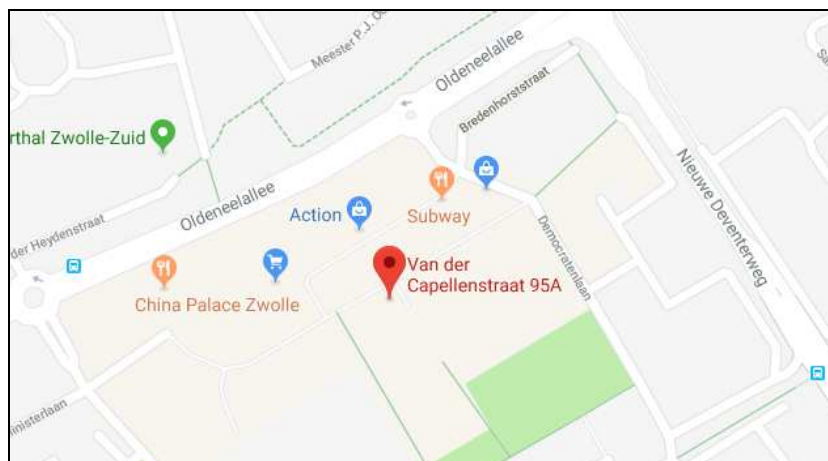 Meester P.J. O
Oldeneelallee
Bredenhorststraat
rthal Zwolle-Zuid
Nieuwe Deventerweg
der Heydenstraat
Oldeneelallee
Action
Subway
Democratenlaan
Van der
Capellenstraat 95A
China Palace Zwolle
nisterlaan